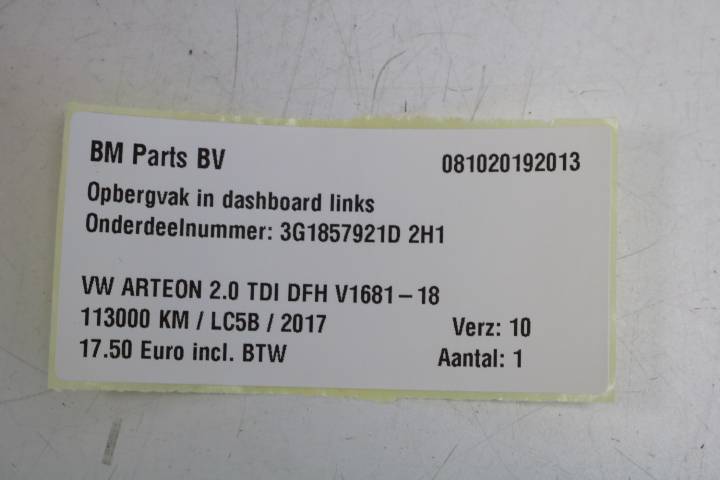 BM Parts BV 081020192013
Opbergvak in dashboard links
Onderdeelnummer: 3G1857921D 2H1
VW ARTEON 2.0 TDI DFH V1681-18
113000 KM / LC5B / 2017 Verz: 10
17.50 Euro incl. BTW Aantal: 1